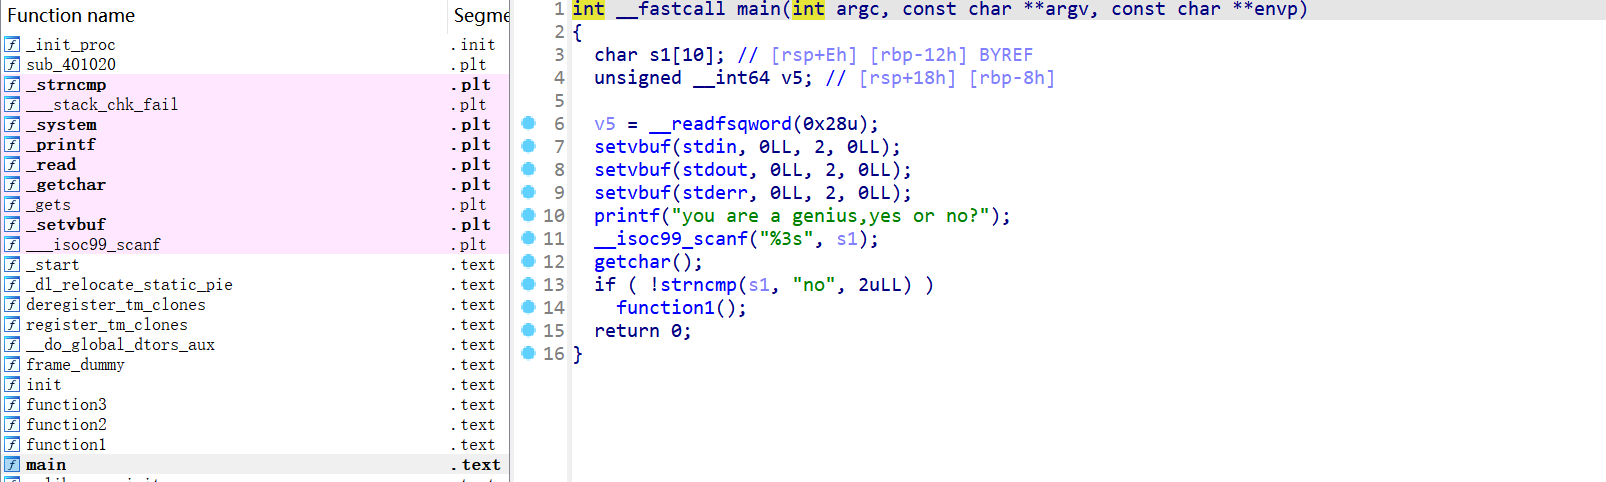 Function name Segme
_init_proc .init
sub_401020 .plt
_strncmp .plt
___stack_chk_fail .plt
_system .plt
_printf .plt
_read .plt
_getchar .plt
_gets .plt
_setvbuf .plt
___isoc99_scanf .plt
_start .text
_dl_relocate_static_pie .text
deregister_tm_clones .text
register_tm_clones .text
__do_global_dtors_aux .text
frame_dummy .text
init .text
function3 .text
function2 .text
function1 .text
main .text
1 int __fastcall main(int argc, const char **argv, const char **envp)
2 {
3 char s1[10]; // [rsp+Eh] [rbp-12h] BYREF
4 unsigned __int64 v5; // [rsp+18h] [rbp-8h]
5
6 v5 = __readfsqword(0x28u);
7 setvbuf(stdin, 0LL, 2, 0LL);
8 setvbuf(stdout, 0LL, 2, 0LL);
9 setvbuf(stderr, 0LL, 2, 0LL);
10 printf("you are a genius,yes or no?");
11 __isoc99_scanf("%3s", s1);
12 getchar();
13 if ( !strncmp(s1, "no", 2uLL) )
14 function1();
15 return 0;
16 }